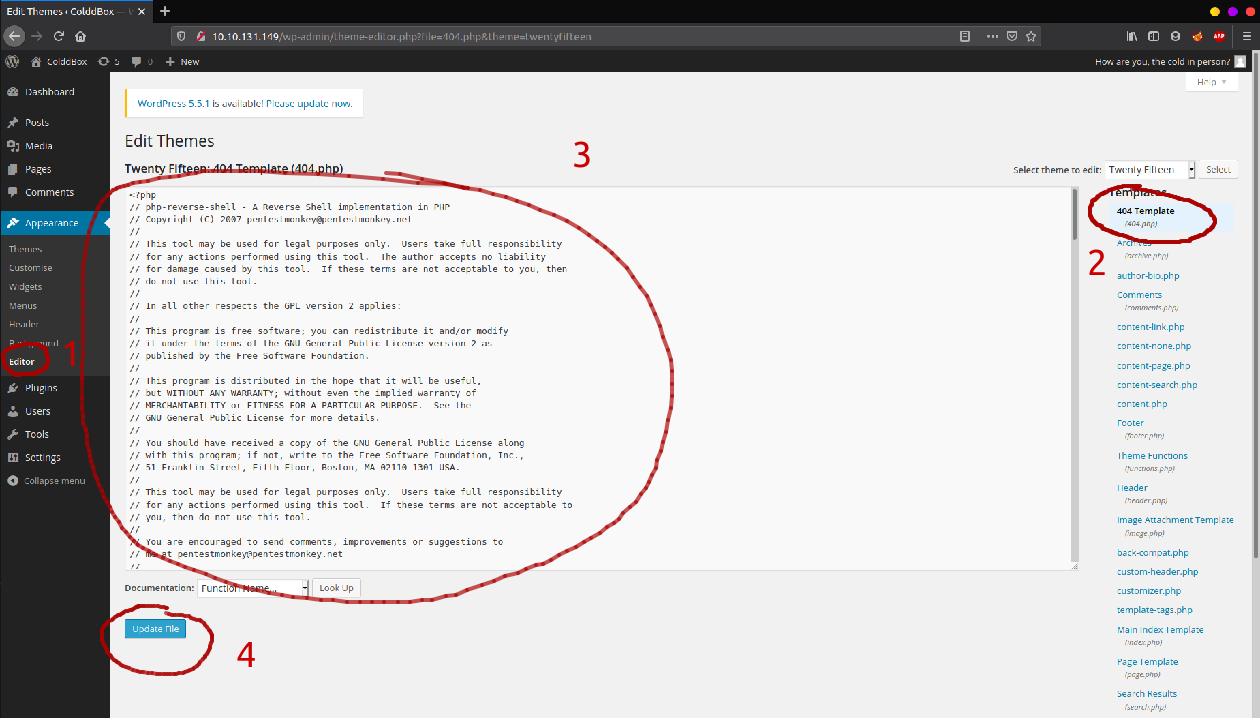 Edit Themes ‹ ColddBox — W
10.10.131.149/wp-admin/theme-editor.php?file=404.php&theme=twentyfifteen
ABP
ColddBox
5
0
New
How are you, the cold in person?
Help
Dashboard
Posts
Media
Pages
Comments
Appearance
Themes
Customise
Widgets
Menus
Header
Background
Editor
1
Plugins
Users
Tools
Settings
Collapse menu
WordPress 5.5.1 is available! Please update now.
Edit Themes
3
Twenty Fifteen: 404 Template (404.php)
Select theme to edit: Twenty Fifteen Select
<?php
// php-reverse-shell - A Reverse Shell implementation in PHP
// Copyright (C) 2007 pentestmonkey@pentestmonkey.net
//
// This tool may be used for legal purposes only.  Users take full responsibility
// for any actions performed using this tool.  The author accepts no liability
// for damage caused by this tool.  If these terms are not acceptable to you, then
// do not use this tool.
//
// In all other respects the GPL version 2 applies:
//
// This program is free software; you can redistribute it and/or modify
// it under the terms of the GNU General Public License version 2 as
// published by the Free Software Foundation.
//
// This program is distributed in the hope that it will be useful,
// but WITHOUT ANY WARRANTY; without even the implied warranty of
// MERCHANTABILITY or FITNESS FOR A PARTICULAR PURPOSE.  See the
// GNU General Public License for more details.
//
// You should have received a copy of the GNU General Public License along
// with this program; if not, write to the Free Software Foundation, Inc.,
// 51 Franklin Street, Fifth Floor, Boston, MA 02110-1301 USA.
//
// This tool may be used for legal purposes only.  Users take full responsibility
// for any actions performed using this tool.  If these terms are not acceptable to
// you, then do not use this tool.
//
// You are encouraged to send comments, improvements or suggestions to
// me at pentestmonkey@pentestmonkey.net
//
Documentation: Function Name... Look Up
Update File
4
Templates
404 Template
(404.php)
2
Archives
(archive.php)
author-bio.php
Comments
(comments.php)
content-link.php
content-none.php
content-page.php
content-search.php
content.php
Footer
(footer.php)
Theme Functions
(functions.php)
Header
(header.php)
Image Attachment Template
(image.php)
back-compat.php
custom-header.php
customizer.php
template-tags.php
Main Index Template
(index.php)
Page Template
(page.php)
Search Results
(search.php)